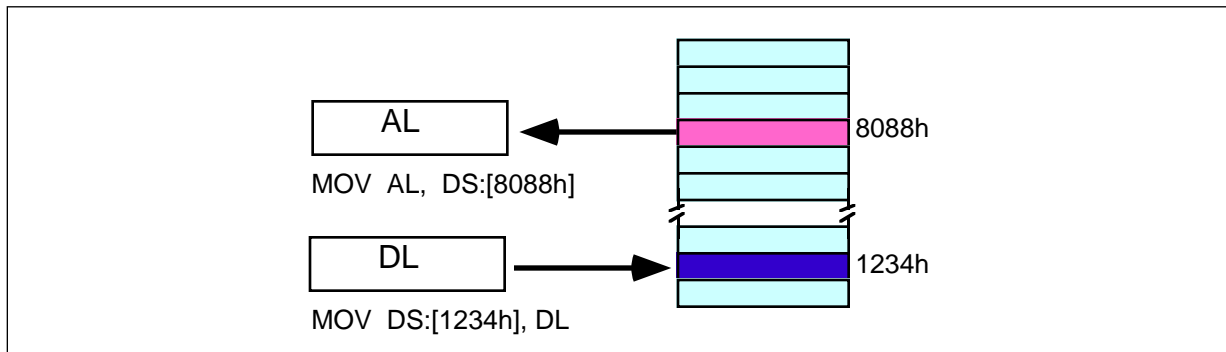 AL
8088h
MOV AL, DS:[8088h]
DL
1234h
MOV DS:[1234h], DL